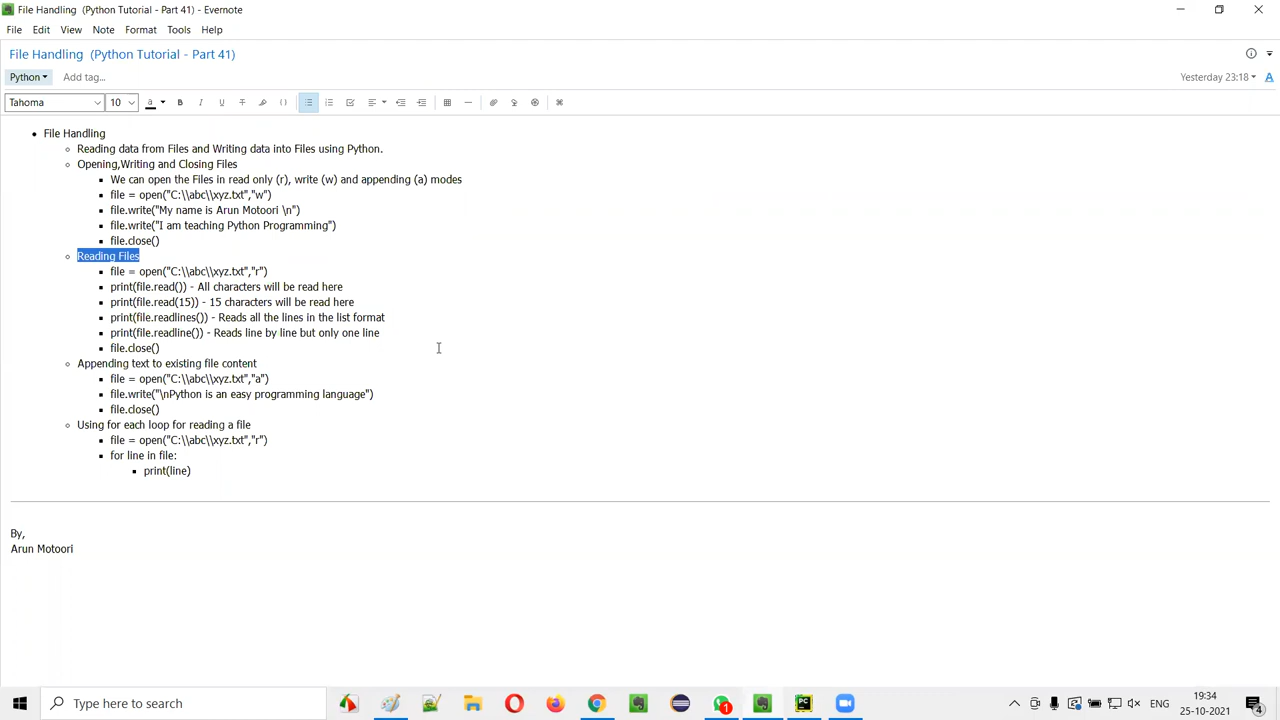 File Handling (Python Tutorial - Part 41) - Evernote
File Edit View Note Format Tools Help
File Handling (Python Tutorial - Part 41)
Python Add tag... Yesterday 23:18
Tahoma 10
File Handling
Reading data from Files and Writing data into Files using Python.
Opening,Writing and Closing Files
We can open the Files in read only (r), write (w) and appending (a) modes
file = open("C:\\abc\\xyz.txt","w")
file.write("My name is Arun Motoori \n")
file.write("I am teaching Python Programming")
file.close()
Reading Files
file = open("C:\\abc\\xyz.txt","r")
print(file.read()) - All characters will be read here
print(file.read(15)) - 15 characters will be read here
print(file.readlines()) - Reads all the lines in the list format
print(file.readline()) - Reads line by line but only one line
file.close()
Appending text to existing file content
file = open("C:\\abc\\xyz.txt","a")
file.write("\nPython is an easy programming language")
file.close()
Using for each loop for reading a file
file = open("C:\\abc\\xyz.txt","r")
for line in file:
print(line)
By,
Arun Motoori
Type here to search
ENG
19:34
25-10-2021